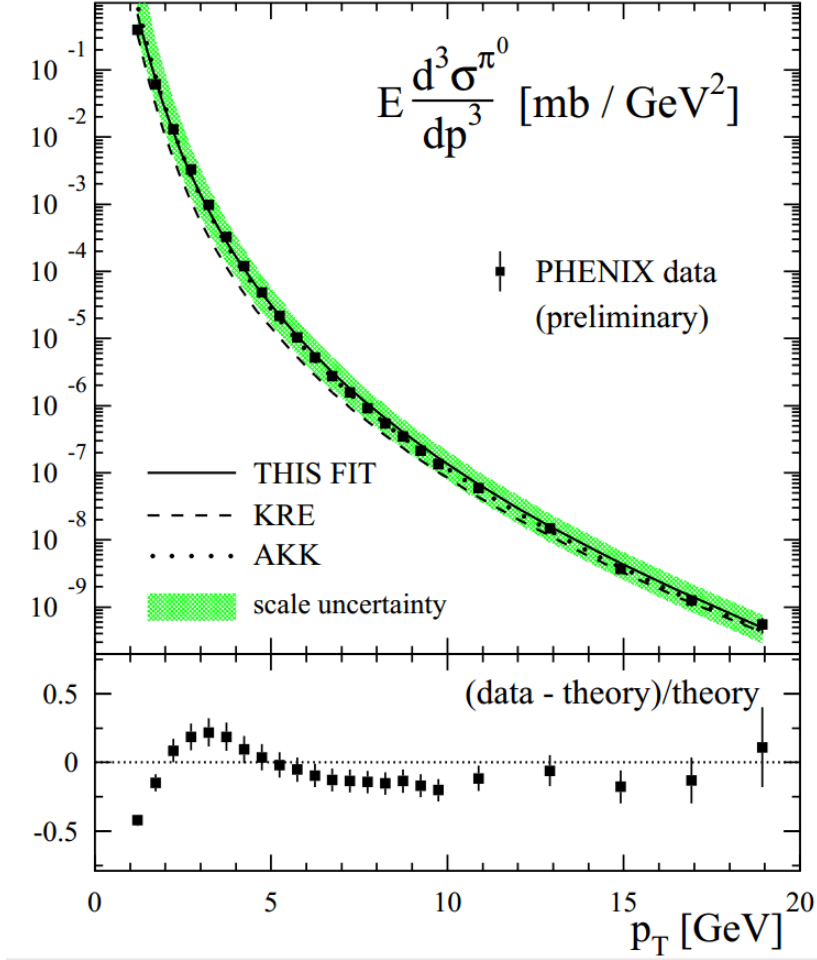 E d³σ^π⁰ / dp³ [mb / GeV²]
10⁻¹
10⁻²
10⁻³
10⁻⁴
10⁻⁵
10⁻⁶
10⁻⁷
10⁻⁸
10⁻⁹
PHENIX data
(preliminary)
THIS FIT
KRE
AKK
scale uncertainty
(data - theory)/theory
0.5
0
-0.5
0 5 10 15 20
p_T [GeV]